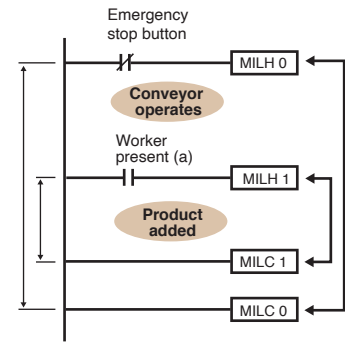 Emergency
stop button
MILH 0
Conveyor
operates
Worker
present (a)
MILH 1
Product
added
MILC 1
MILC 0